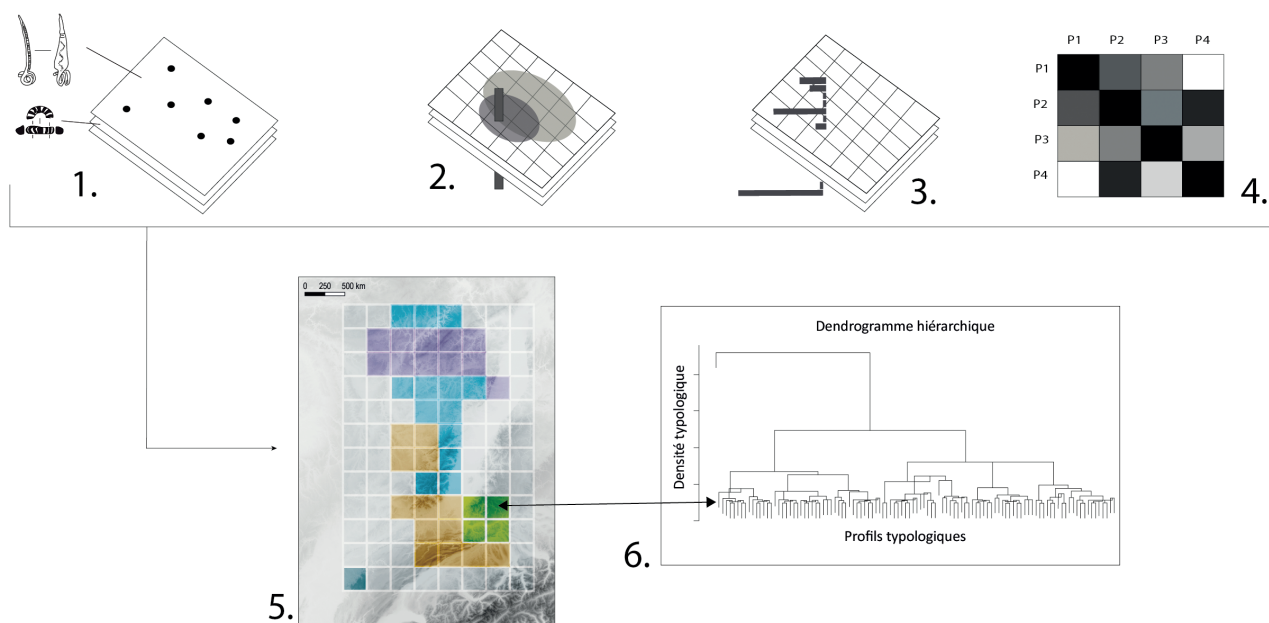 1.
2.
3.
P1 P2 P3 P4
P1
P2
P3
P4
4.
0 250 500 km
5.
Dendrogramme hiérarchique
Densité typologique
Profils typologiques
6.